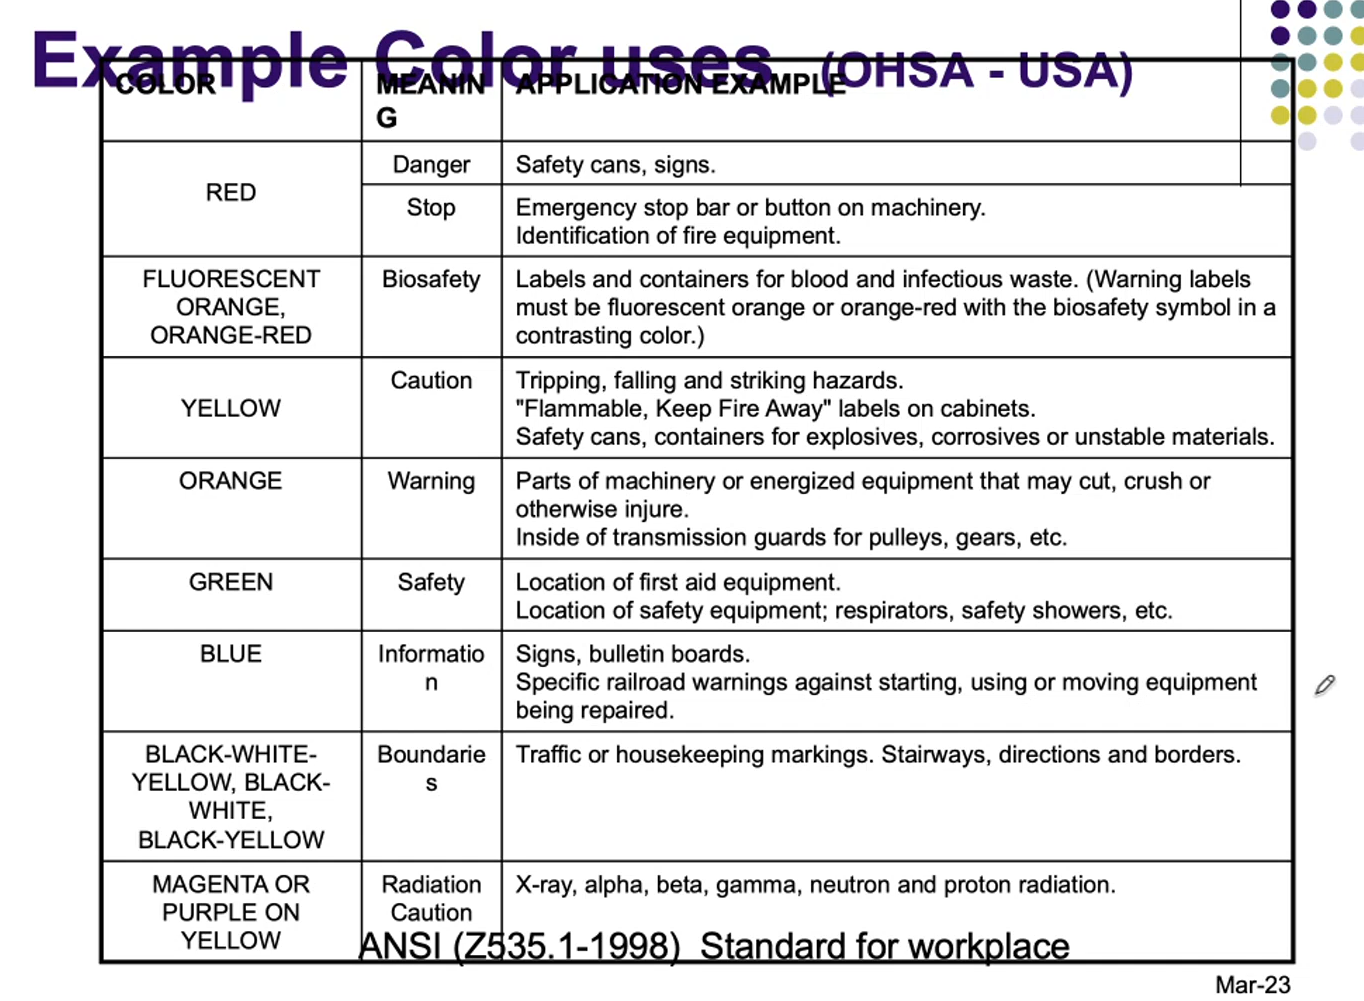 Example Color uses (OHSA - USA)
COLOR
MEANIN
G
APPLICATION EXAMPLE
RED
Danger
Safety cans, signs.
Stop
Emergency stop bar or button on machinery.
Identification of fire equipment.
FLUORESCENT
ORANGE,
ORANGE-RED
Biosafety
Labels and containers for blood and infectious waste. (Warning labels
must be fluorescent orange or orange-red with the biosafety symbol in a
contrasting color.)
YELLOW
Caution
Tripping, falling and striking hazards.
"Flammable, Keep Fire Away" labels on cabinets.
Safety cans, containers for explosives, corrosives or unstable materials.
ORANGE
Warning
Parts of machinery or energized equipment that may cut, crush or
otherwise injure.
Inside of transmission guards for pulleys, gears, etc.
GREEN
Safety
Location of first aid equipment.
Location of safety equipment; respirators, safety showers, etc.
BLUE
Informatio
n
Signs, bulletin boards.
Specific railroad warnings against starting, using or moving equipment
being repaired.
BLACK-WHITE-
YELLOW, BLACK-
WHITE,
BLACK-YELLOW
Boundarie
s
Traffic or housekeeping markings. Stairways, directions and borders.
MAGENTA OR
PURPLE ON
YELLOW
Radiation
Caution
X-ray, alpha, beta, gamma, neutron and proton radiation.
ANSI (Z535.1-1998) Standard for workplace
Mar-23